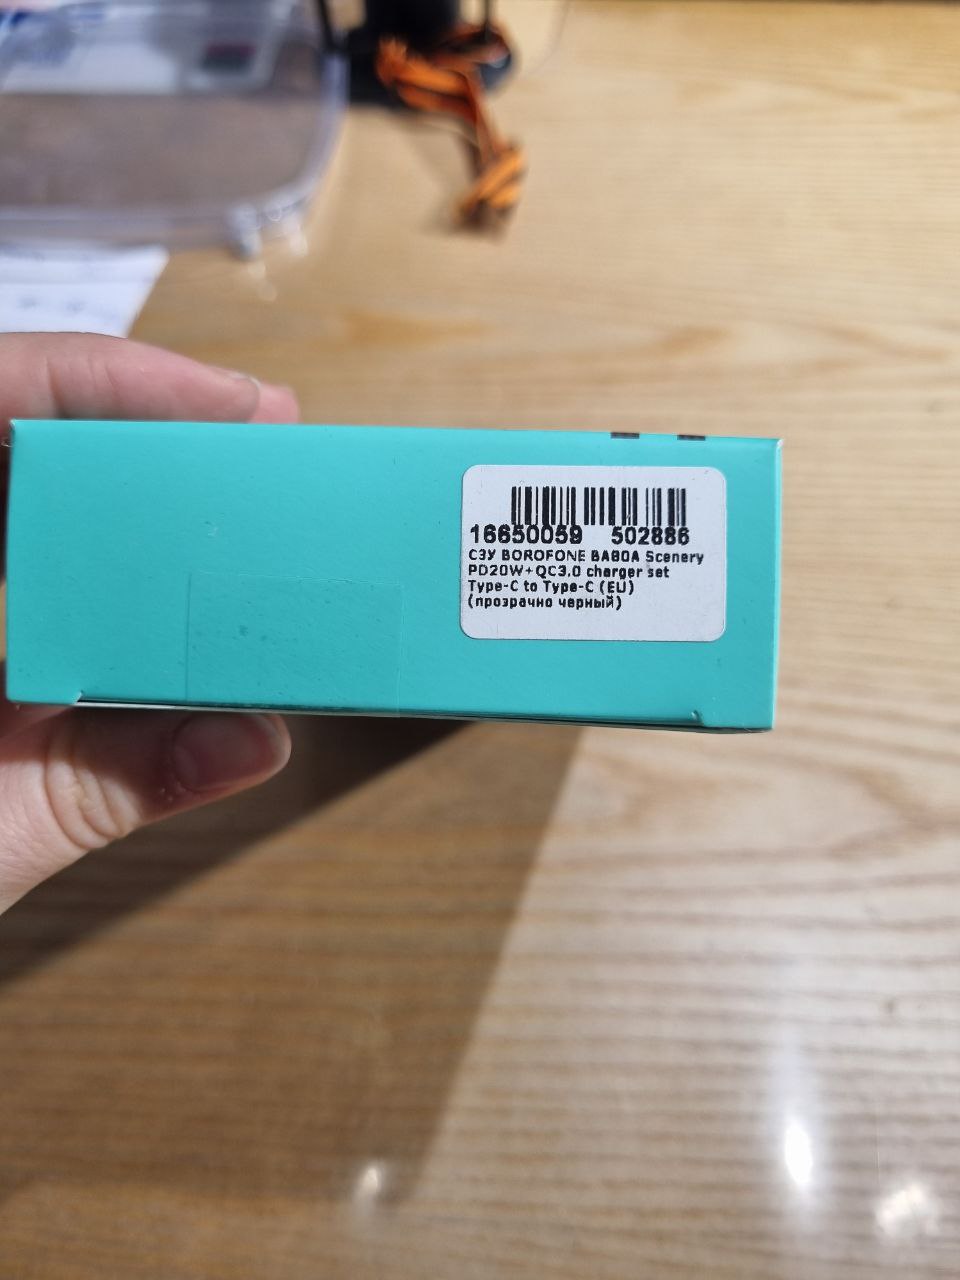 16650059 502886
СЗУ BOROFONE BA80A Scenery
PD20W+QC3.0 charger set
Type-C to Type-C (EU)
(прозрачно черный)